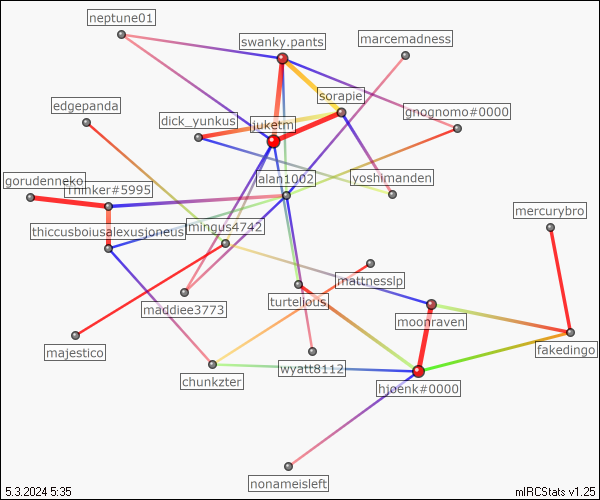 neptune01
swanky.pants
marcemadness
sorapie
edgepanda
gnognomo#0000
dick_yunkus
juketm
gorudenneko
Thinker#5995
alan1002
yoshimanden
mercurybro
thiccusboiusalexusjoneus
mingus4742
mattnesslp
maddiee3773
turtelious
moonraven
majestico
fakedingo
wyatt8112
chunkzter
hjoenk#0000
nonameisleft
5.3.2024 5:35
mIRCStats v1.25